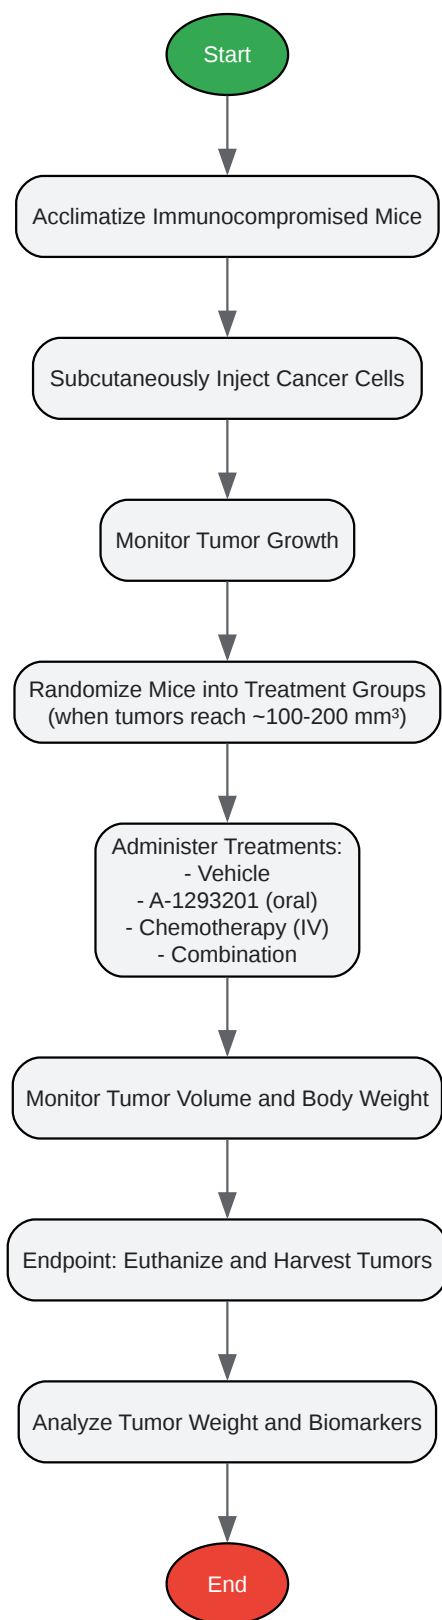 Start
Acclimatize Immunocompromised Mice
Subcutaneously Inject Cancer Cells
Monitor Tumor Growth
Randomize Mice into Treatment Groups
(when tumors reach ~100-200 mm³)
Administer Treatments:
- Vehicle
- A-1293201 (oral)
- Chemotherapy (IV)
- Combination
Monitor Tumor Volume and Body Weight
Endpoint: Euthanize and Harvest Tumors
Analyze Tumor Weight and Biomarkers
End